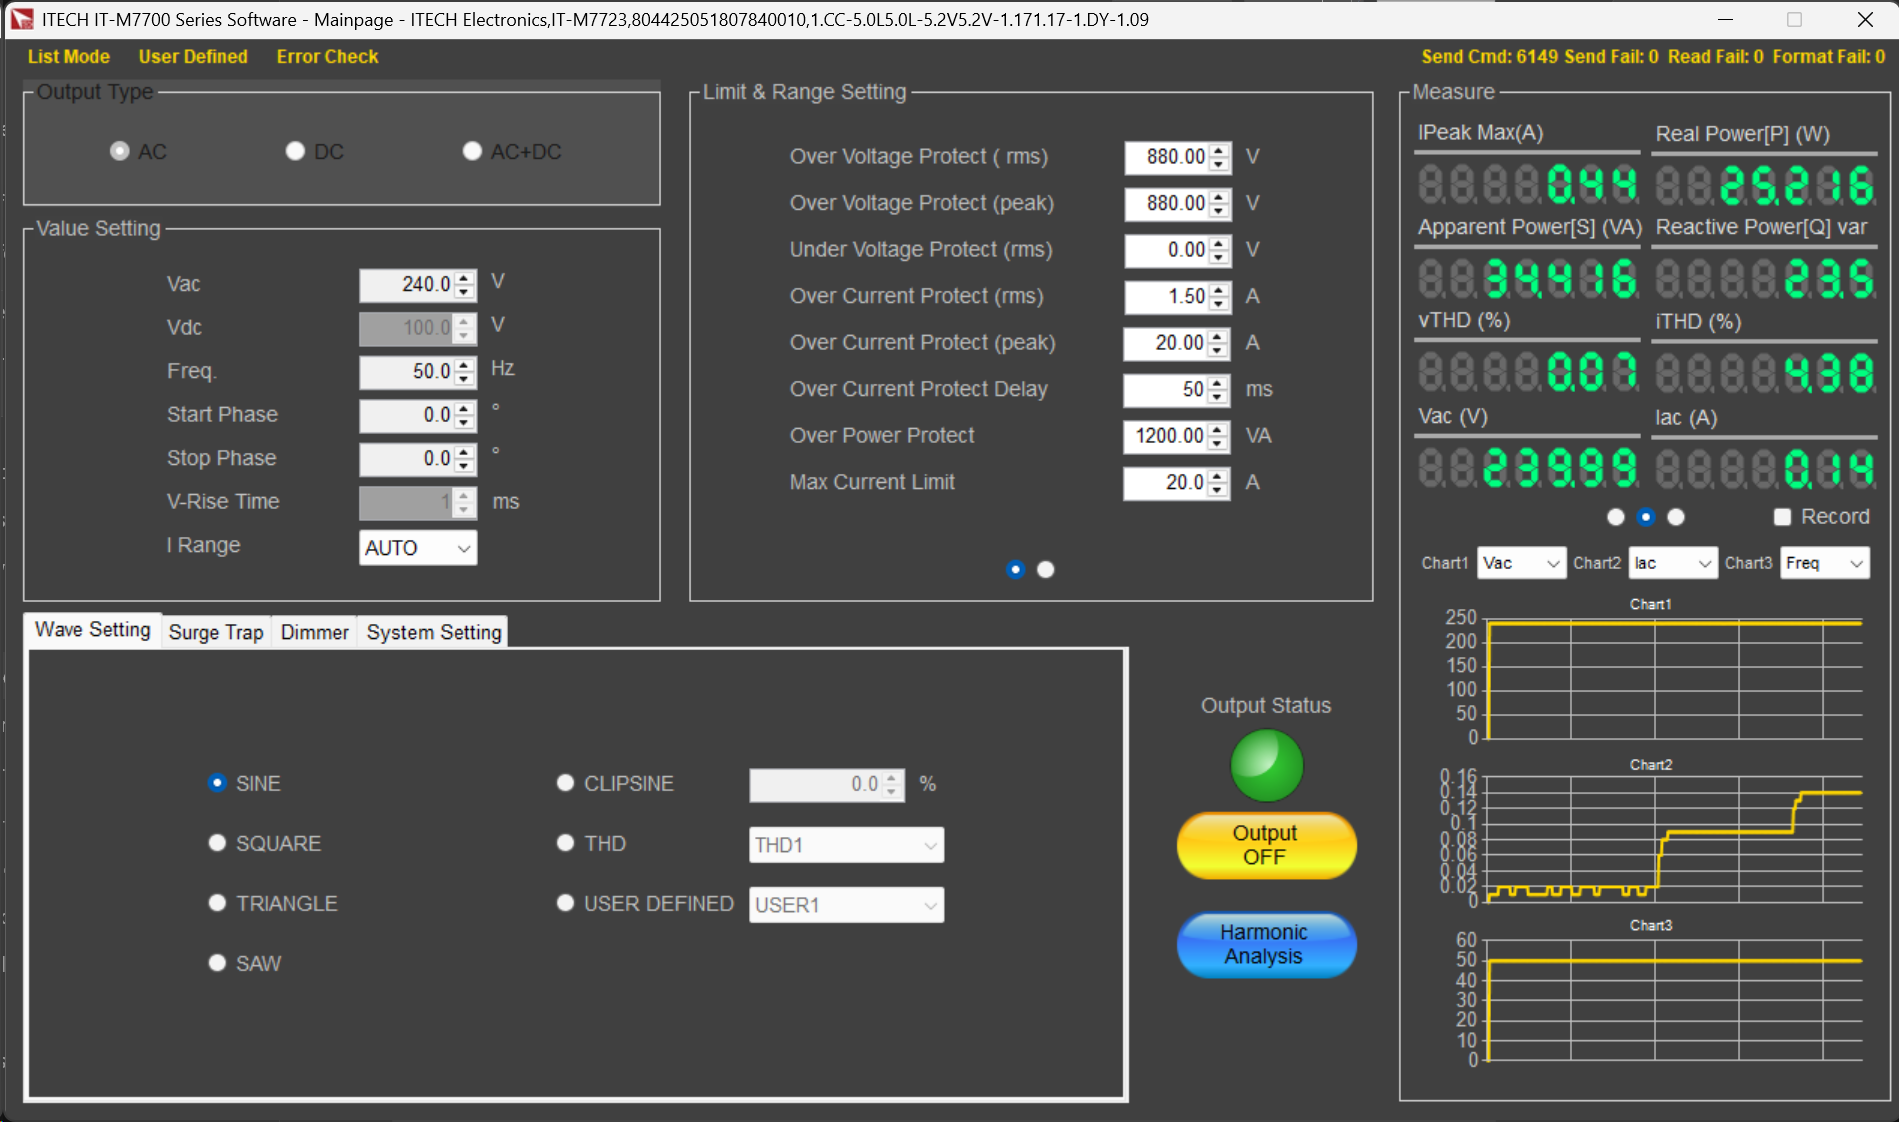 ITECH IT-M7700 Series Software - Mainpage - ITECH Electronics,IT-M7723,804425051807840010,1.CC-5.0L5.0L-5.2V5.2V-1.171.17-1.DY-1.09
List Mode User Defined Error Check
Send Cmd: 6149 Send Fail: 0 Read Fail: 0 Format Fail: 0
Output Type
AC DC AC+DC
Value Setting
Vac 240.0 V
Vdc 100.0 V
Freq. 50.0 Hz
Start Phase 0.0 °
Stop Phase 0.0 °
V-Rise Time 1 ms
I Range AUTO
Limit & Range Setting
Over Voltage Protect ( rms) 880.00 V
Over Voltage Protect (peak) 880.00 V
Under Voltage Protect (rms) 0.00 V
Over Current Protect (rms) 1.50 A
Over Current Protect (peak) 20.00 A
Over Current Protect Delay 50 ms
Over Power Protect 1200.00 VA
Max Current Limit 20.0 A
Wave Setting Surge Trap Dimmer System Setting
SINE CLIPSINE 0.0 %
SQUARE THD THD1
TRIANGLE USER DEFINED USER1
SAW
Output Status
Output
OFF
Harmonic
Analysis
Measure
IPeak Max(A) Real Power[P] (W)
0.44 25.216
Apparent Power[S] (VA) Reactive Power[Q] var
34.416 23.5
vTHD (%) iTHD (%)
0.07 4.38
Vac (V) Iac (A)
239.99 0.14
Record
Chart1 Vac Chart2 Iac Chart3 Freq
Chart1
250
200
150
100
50
0
Chart2
0.16
0.14
0.12
0.1
0.08
0.06
0.04
0.02
0
Chart3
60
50
40
30
20
10
0